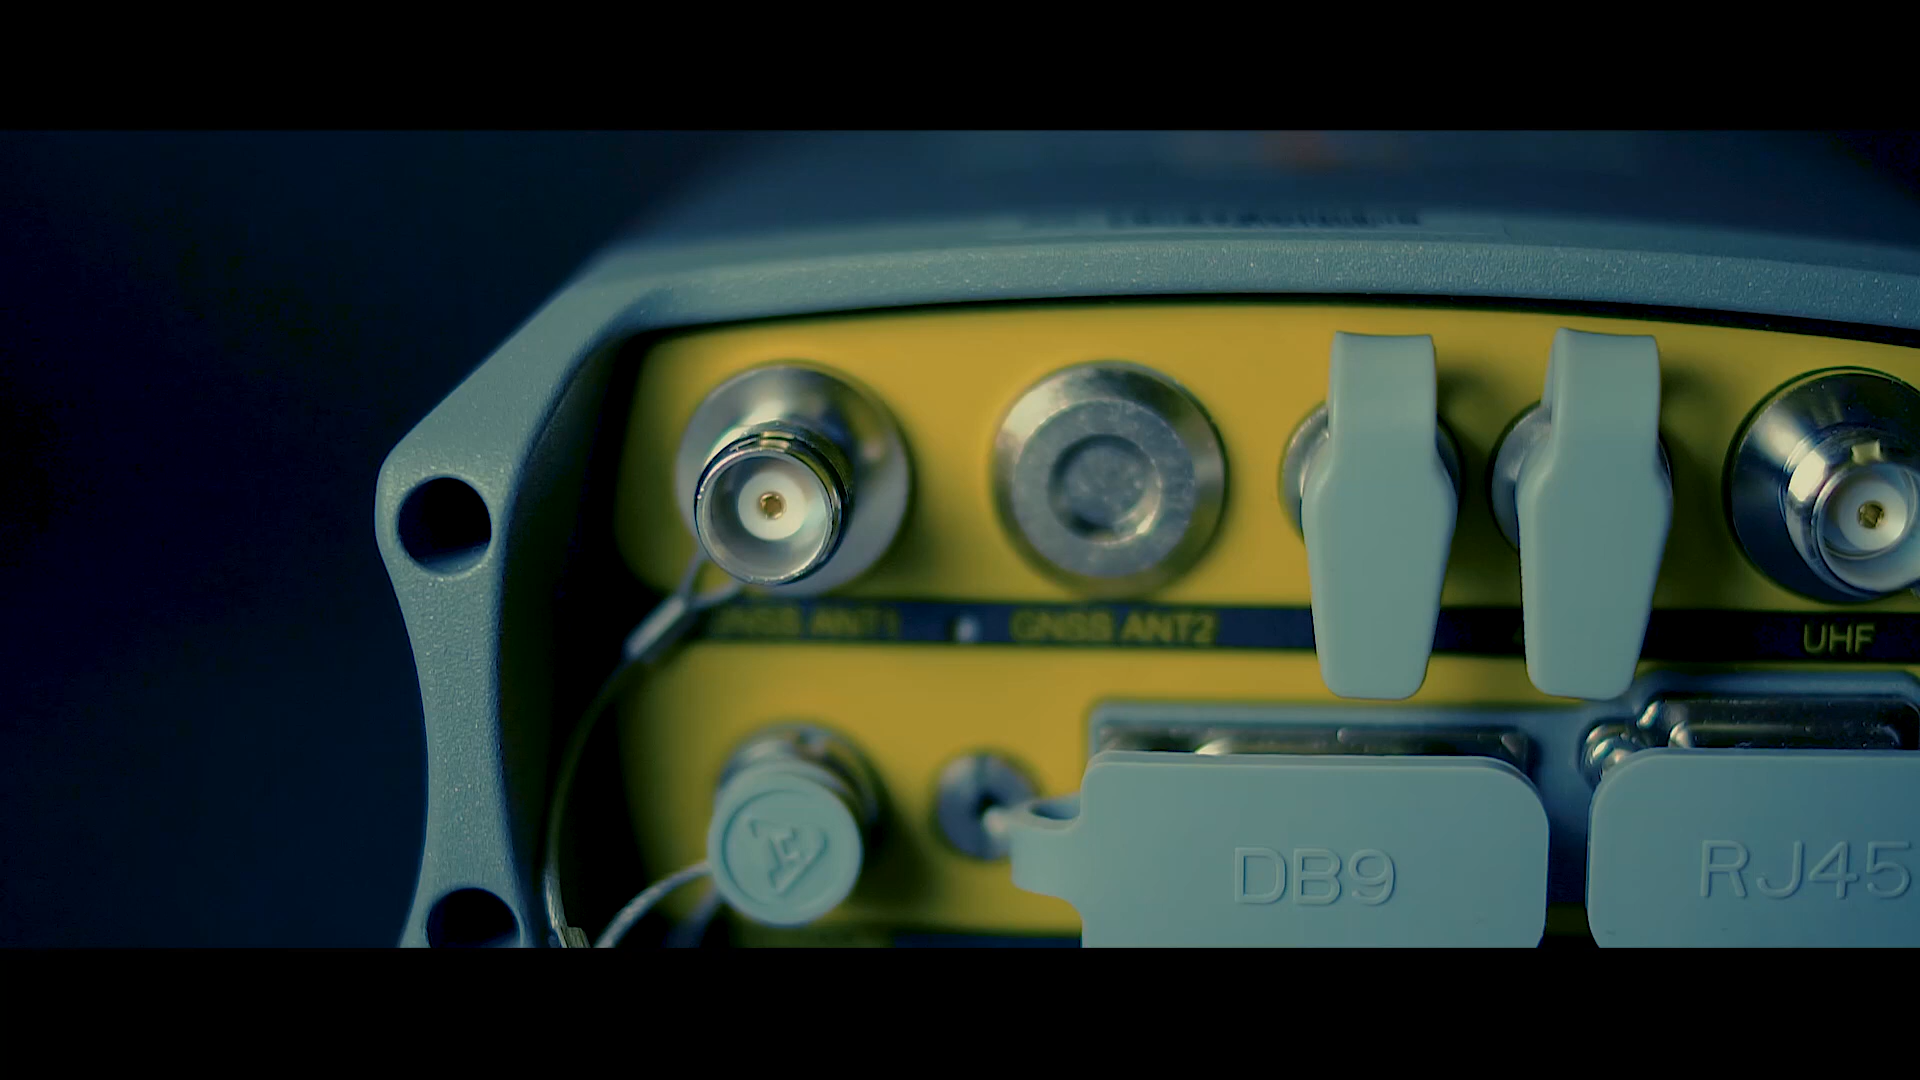 GNSS ANT1
GNSS ANT2
UHF
DB9
RJ45